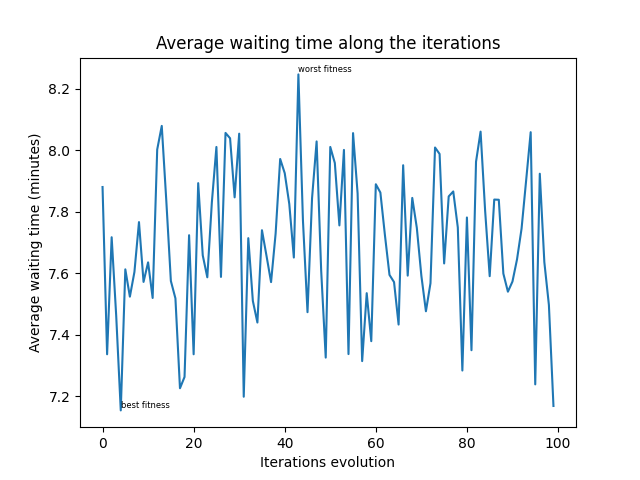 Average waiting time along the iterations
worst fitness
8.2
8.0
7.8
7.6
7.4
7.2
Average waiting time (minutes)
best fitness
0
20
40
60
80
100
Iterations evolution